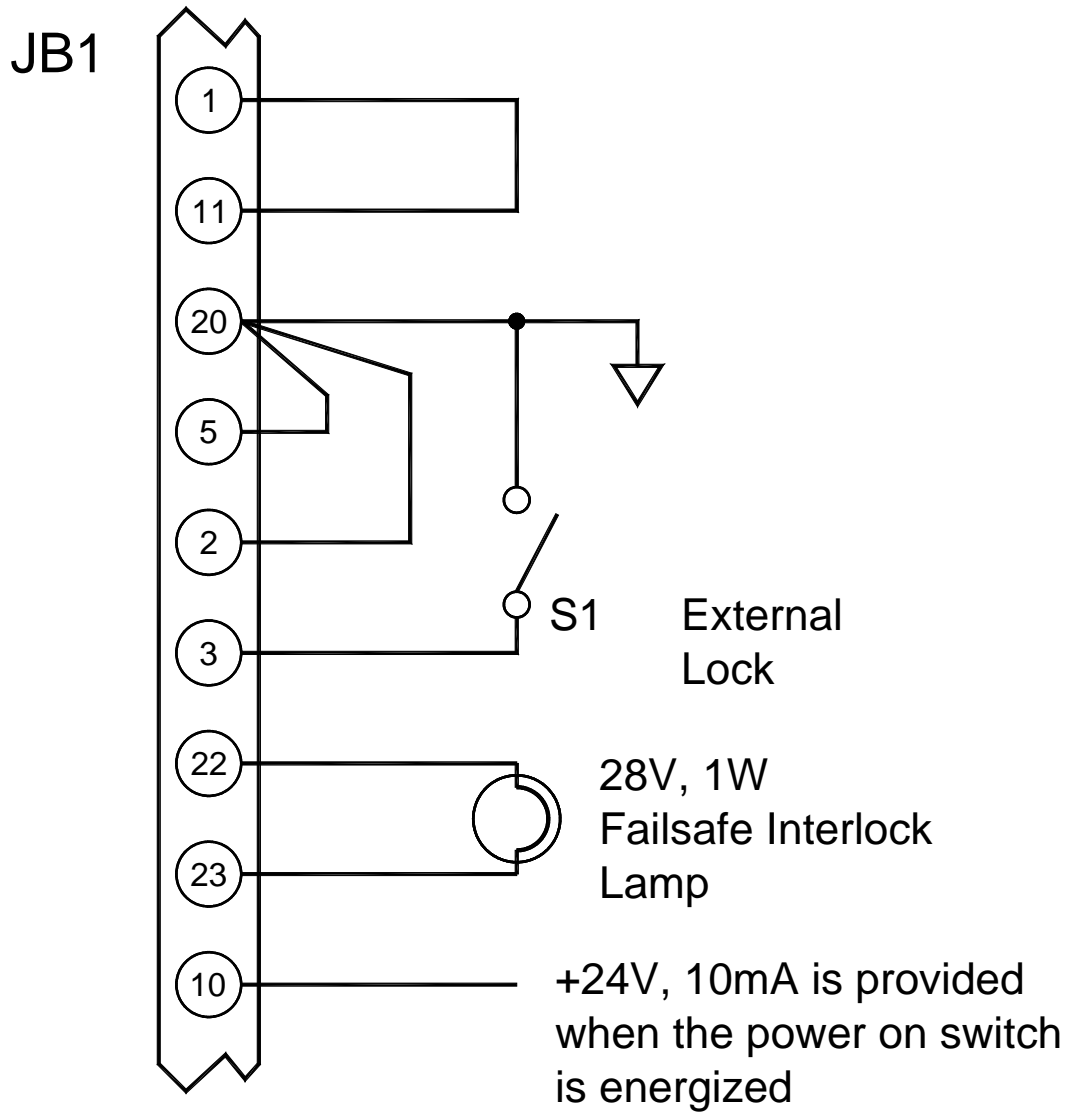 JB1
1
11
20
5
2
3
S1
External
Lock
22
28V, 1W
Failsafe Interlock
Lamp
23
10
+24V, 10mA is provided
when the power on switch
is energized